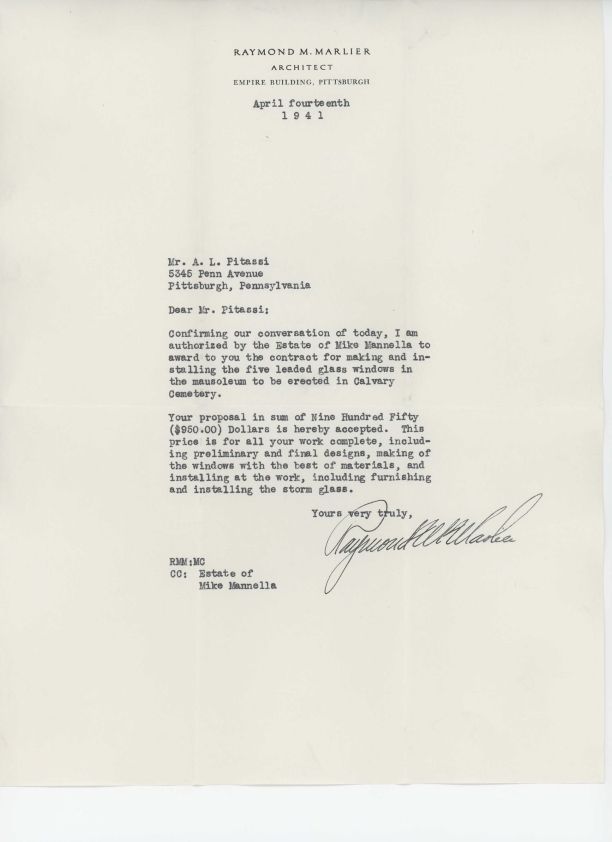 RAYMOND M. MARLIER
ARCHITECT
EMPIRE BUILDING, PITTSBURGH
April fourteenth
1 9 4 1
Mr. A. L. Pitassi
5345 Penn Avenue
Pittsburgh, Pennsylvania
Dear Mr. Pitassi;
Confirming our conversation of today, I am
authorized by the Estate of Mike Mannella to
award to you the contract for making and in-
stalling the five leaded glass windows in
the mausoleum to be erected in Calvary
Cemetery.
Your proposal in sum of Nine Hundred Fifty
($950.00) Dollars is hereby accepted. This
price is for all your work complete, includ-
ing preliminary and final designs, making of
the windows with the best of materials, and
installing at the work, including furnishing
and installing the storm glass.
Yours very truly,
Raymond M Marlier
RMM:MC
CC: Estate of
Mike Mannella